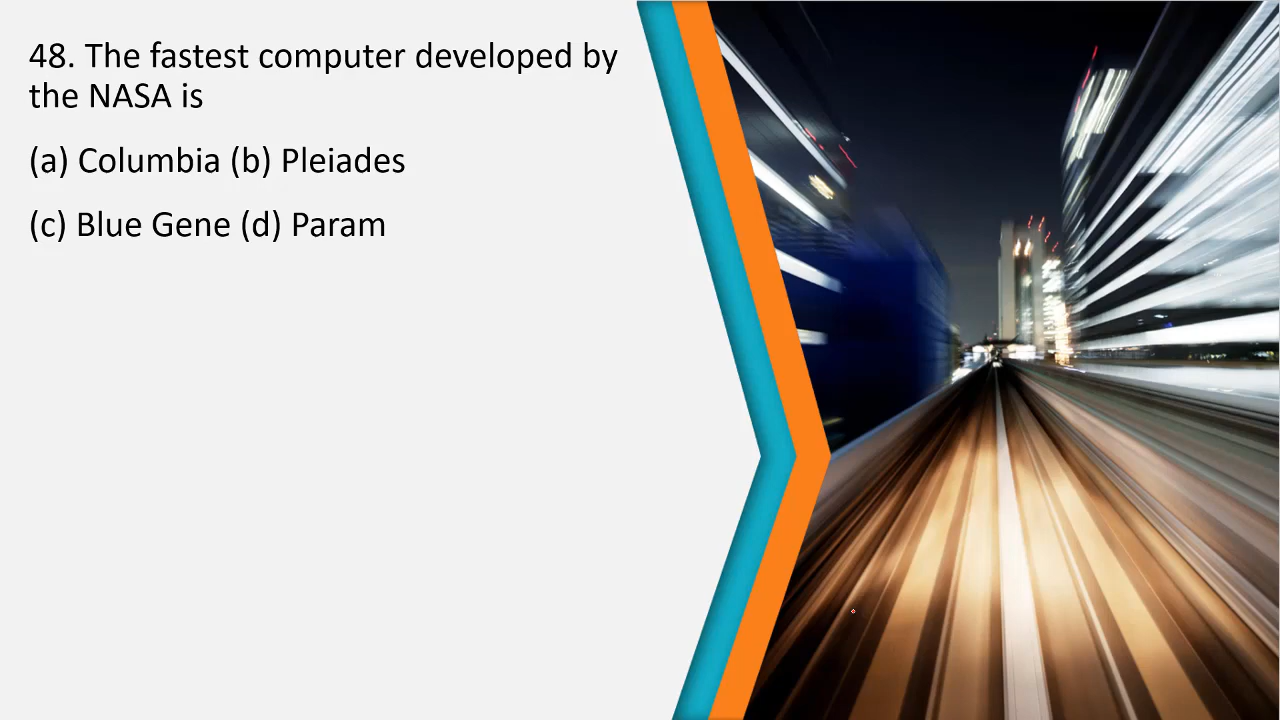 48. The fastest computer developed by
the NASA is
(a) Columbia (b) Pleiades
(c) Blue Gene (d) Param